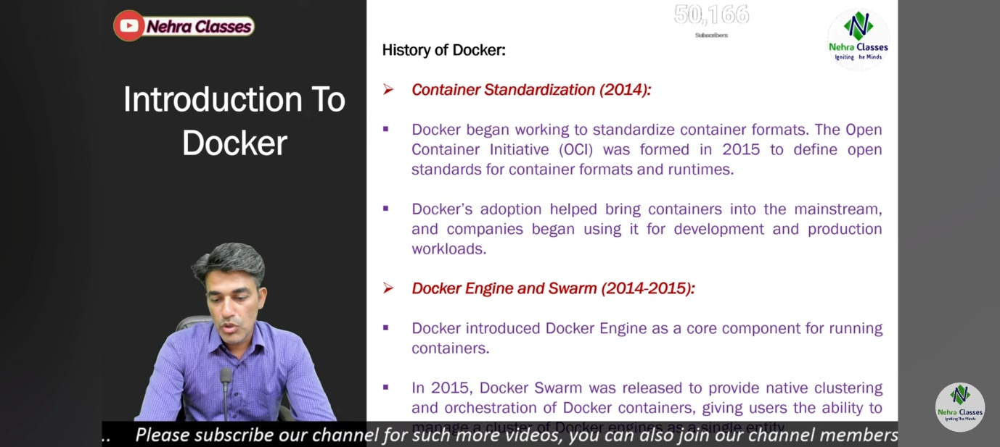 Nehra Classes
Introduction To
Docker
50,166
Subscribers
Nehra Classes
Igniting he Minds
History of Docker:
Container Standardization (2014):
Docker began working to standardize container formats. The Open
Container Initiative (OCI) was formed in 2015 to define open
standards for container formats and runtimes.
Docker’s adoption helped bring containers into the mainstream,
and companies began using it for development and production
workloads.
Docker Engine and Swarm (2014-2015):
Docker introduced Docker Engine as a core component for running
containers.
In 2015, Docker Swarm was released to provide native clustering
and orchestration of Docker containers, giving users the ability to
manage a cluster of Docker engines as a single entity.
.. Please subscribe our channel for such more videos, you can also join our channel members
Nehra Classes
Igniting The Minds